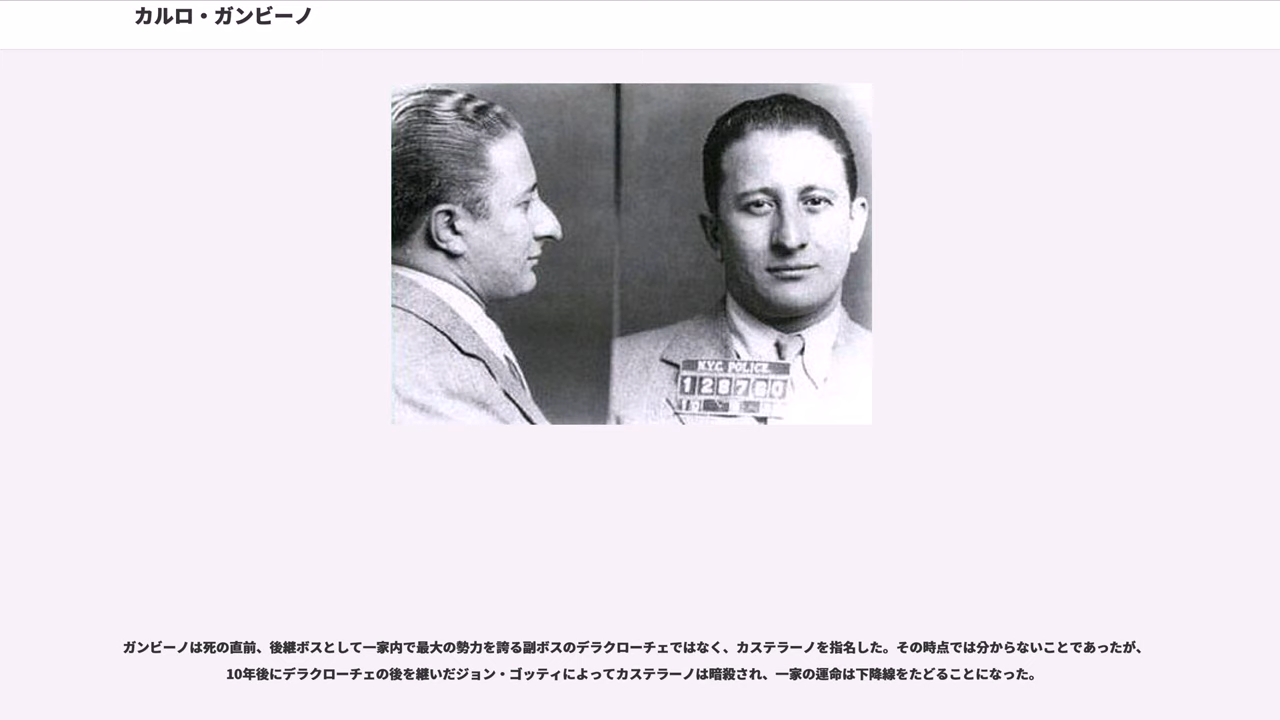 カルロ・ガンビーノ
N.Y.C. POLICE
ガンビーノは死の直前、後継ボスとして一家内で最大の勢力を誇る副ボスのデラクローチェではなく、カステラーノを指名した。その時点では分からないことであったが、
10年後にデラクローチェの後を継いだジョン・ゴッティによってカステラーノは暗殺され、一家の運命は下降線をたどることになった。